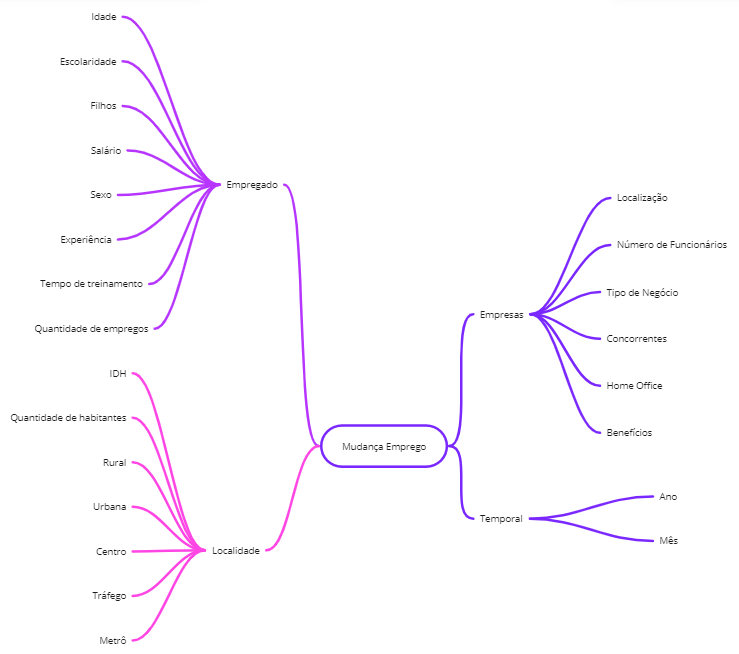 Idade
Escolaridade
Filhos
Salário
Sexo
Experiência
Tempo de treinamento
Quantidade de empregos
Empregado
IDH
Quantidade de habitantes
Rural
Urbana
Centro
Tráfego
Metrô
Localidade
Mudança Emprego
Empresas
Localização
Número de Funcionários
Tipo de Negócio
Concorrentes
Home Office
Benefícios
Temporal
Ano
Mês